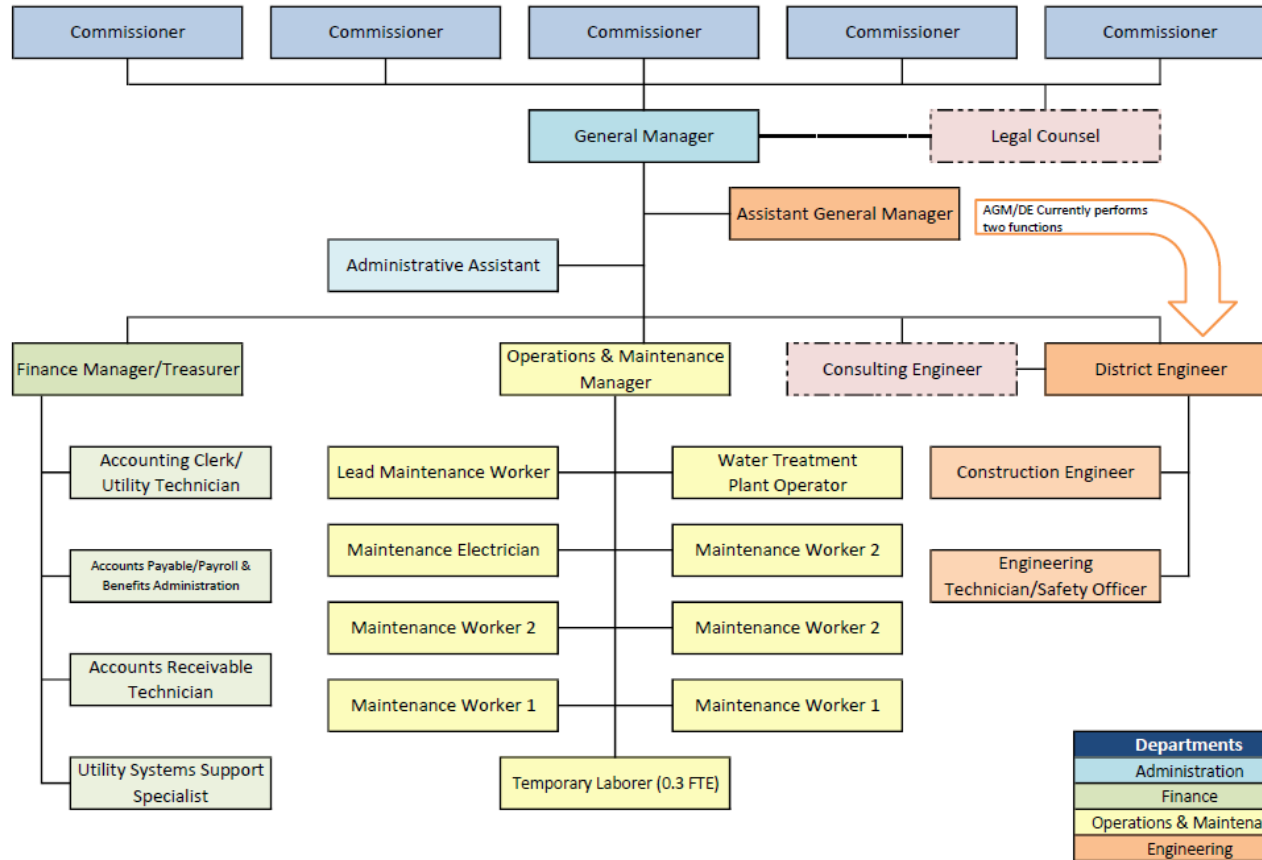 Commissioner
Commissioner
Commissioner
Commissioner
Commissioner
General Manager
Legal Counsel
Assistant General Manager
AGM/DE Currently performs
two functions
Administrative Assistant
Finance Manager/Treasurer
Operations & Maintenance
Manager
Consulting Engineer
District Engineer
Accounting Clerk/
Utility Technician
Lead Maintenance Worker
Water Treatment
Plant Operator
Construction Engineer
Accounts Payable/Payroll &
Benefits Administration
Maintenance Electrician
Maintenance Worker 2
Engineering
Technician/Safety Officer
Maintenance Worker 2
Maintenance Worker 2
Accounts Receivable
Technician
Maintenance Worker 1
Maintenance Worker 1
Utility Systems Support
Specialist
Temporary Laborer (0.3 FTE)
Departments
Administration
Finance
Operations & Maintena
Engineering